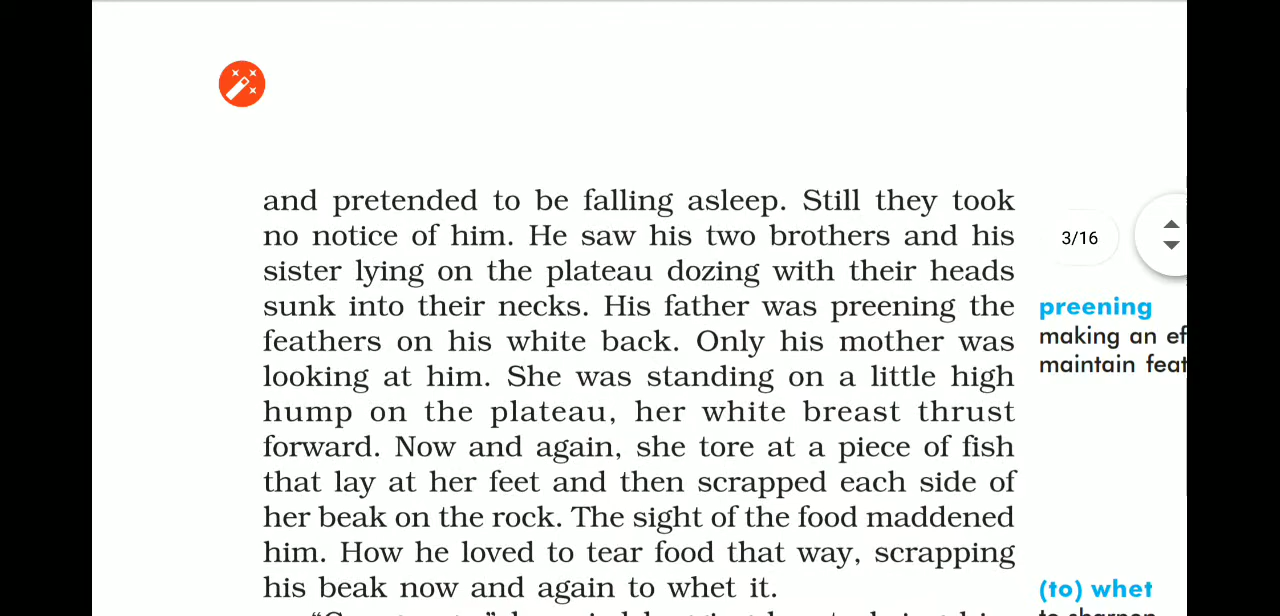 and pretended to be falling asleep. Still they took
no notice of him. He saw his two brothers and his
sister lying on the plateau dozing with their heads
sunk into their necks. His father was preening the
feathers on his white back. Only his mother was
looking at him. She was standing on a little high
hump on the plateau, her white breast thrust
forward. Now and again, she tore at a piece of fish
that lay at her feet and then scrapped each side of
her beak on the rock. The sight of the food maddened
him. How he loved to tear food that way, scrapping
his beak now and again to whet it.
3/16
preening
making an ef
maintain feat
(to) whet